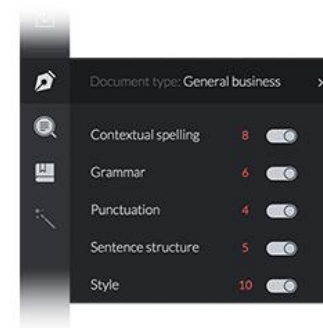 Document type: General business
Contextual spelling 8
Grammar 6
Punctuation 4
Sentence structure 5
Style 10